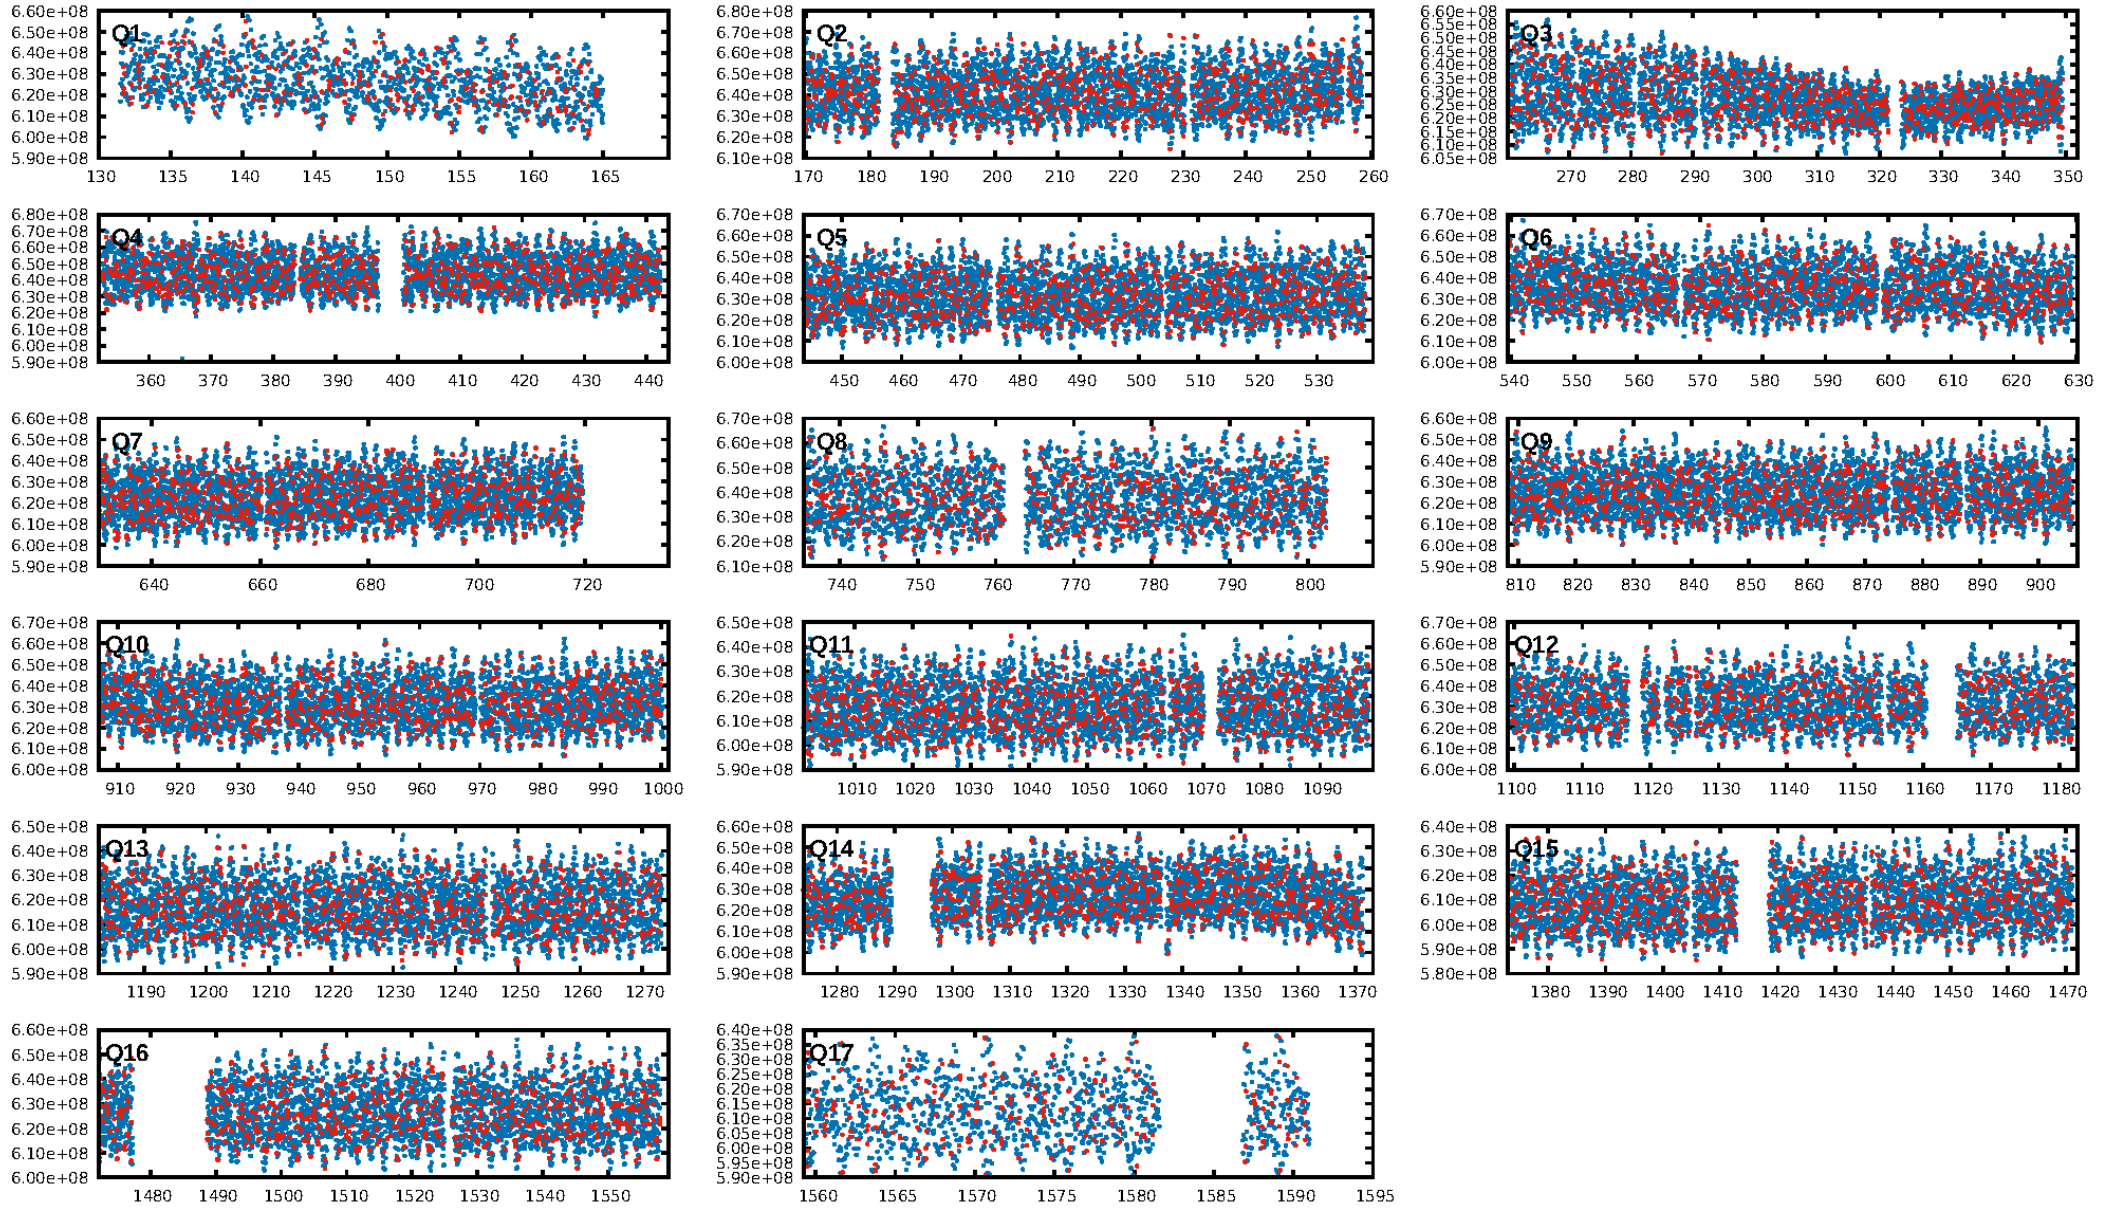 Q1
6.60e+08
6.50e+08
6.40e+08
6.30e+08
6.20e+08
6.10e+08
6.00e+08
5.90e+08
130 135 140 145 150 155 160 165
Q2
6.80e+08
6.70e+08
6.60e+08
6.50e+08
6.40e+08
6.30e+08
6.20e+08
6.10e+08
170 180 190 200 210 220 230 240 250 260
Q3
6.60e+08
6.55e+08
6.50e+08
6.45e+08
6.40e+08
6.35e+08
6.30e+08
6.25e+08
6.20e+08
6.15e+08
6.10e+08
6.05e+08
270 280 290 300 310 320 330 340 350
Q4
6.80e+08
6.70e+08
6.60e+08
6.50e+08
6.40e+08
6.30e+08
6.20e+08
6.10e+08
6.00e+08
5.90e+08
360 370 380 390 400 410 420 430 440
Q5
6.70e+08
6.60e+08
6.50e+08
6.40e+08
6.30e+08
6.20e+08
6.10e+08
6.00e+08
450 460 470 480 490 500 510 520 530
Q6
6.70e+08
6.60e+08
6.50e+08
6.40e+08
6.30e+08
6.20e+08
6.10e+08
6.00e+08
540 550 560 570 580 590 600 610 620 630
Q7
6.60e+08
6.50e+08
6.40e+08
6.30e+08
6.20e+08
6.10e+08
6.00e+08
5.90e+08
640 660 680 700 720
Q8
6.70e+08
6.60e+08
6.50e+08
6.40e+08
6.30e+08
6.20e+08
6.10e+08
740 750 760 770 780 790 800
Q9
6.60e+08
6.50e+08
6.40e+08
6.30e+08
6.20e+08
6.10e+08
6.00e+08
5.90e+08
810 820 830 840 850 860 870 880 890 900
Q10
6.70e+08
6.60e+08
6.50e+08
6.40e+08
6.30e+08
6.20e+08
6.10e+08
6.00e+08
910 920 930 940 950 960 970 980 990 1000
Q11
6.50e+08
6.40e+08
6.30e+08
6.20e+08
6.10e+08
6.00e+08
5.90e+08
1010 1020 1030 1040 1050 1060 1070 1080 1090
Q12
6.70e+08
6.60e+08
6.50e+08
6.40e+08
6.30e+08
6.20e+08
6.10e+08
6.00e+08
1100 1110 1120 1130 1140 1150 1160 1170 1180
Q13
6.50e+08
6.40e+08
6.30e+08
6.20e+08
6.10e+08
6.00e+08
5.90e+08
1190 1200 1210 1220 1230 1240 1250 1260 1270
Q14
6.60e+08
6.50e+08
6.40e+08
6.30e+08
6.20e+08
6.10e+08
6.00e+08
5.90e+08
1280 1290 1300 1310 1320 1330 1340 1350 1360 1370
Q15
6.40e+08
6.30e+08
6.20e+08
6.10e+08
6.00e+08
5.90e+08
5.80e+08
1380 1390 1400 1410 1420 1430 1440 1450 1460 1470
Q16
6.60e+08
6.50e+08
6.40e+08
6.30e+08
6.20e+08
6.10e+08
6.00e+08
1480 1490 1500 1510 1520 1530 1540 1550
Q17
6.40e+08
6.35e+08
6.30e+08
6.25e+08
6.20e+08
6.15e+08
6.10e+08
6.05e+08
6.00e+08
5.95e+08
5.90e+08
1560 1565 1570 1575 1580 1585 1590 1595